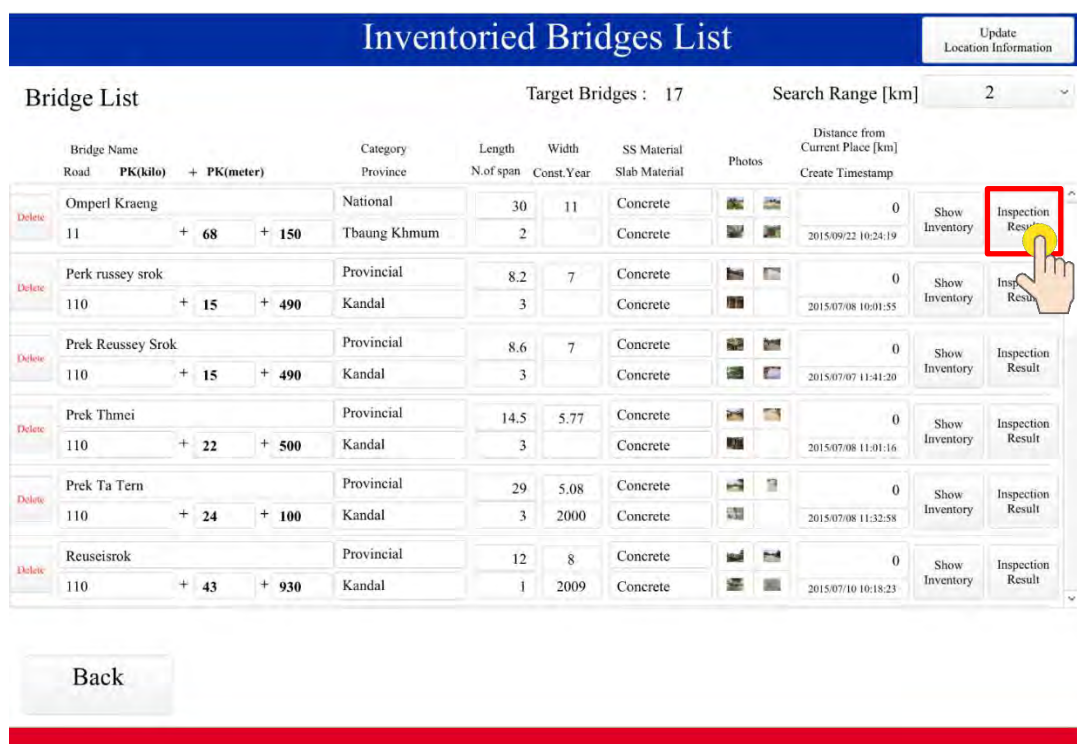 Inventoried Bridges List
Update
Location Information
Bridge List
Target Bridges : 17
Search Range [km] 2
Bridge Name Category Length Width SS Material Photos Distance from Current Place [km]
Road PK(kilo) + PK(meter) Province N.of span Const.Year Slab Material Create Timestamp
Delete Omperl Kraeng National 30 11 Concrete 0 Show Inventory Inspection
11 + 68 + 150 Tbaung Khmum 2 Concrete 2015/09/22 10:24:19
Delete Perk russey srok Provincial 8.2 7 Concrete 0 Show Inventory
110 + 15 + 490 Kandal 3 Concrete 2015/07/08 10:01:55
Delete Prek Reussey Srok Provincial 8.6 7 Concrete 0 Show Inventory Inspection Result
110 + 15 + 490 Kandal 3 Concrete 2015/07/07 11:41:20
Delete Prek Thmei Provincial 14.5 5.77 Concrete 0 Show Inventory Inspection Result
110 + 22 + 500 Kandal 3 Concrete 2015/07/08 11:01:16
Delete Prek Ta Tern Provincial 29 5.08 Concrete 0 Show Inventory Inspection Result
110 + 24 + 100 Kandal 3 2000 Concrete 2015/07/08 11:32:58
Delete Reuseisrok Provincial 12 8 Concrete 0 Show Inventory Inspection Result
110 + 43 + 930 Kandal 1 2009 Concrete 2015/07/10 10:18:23
Back